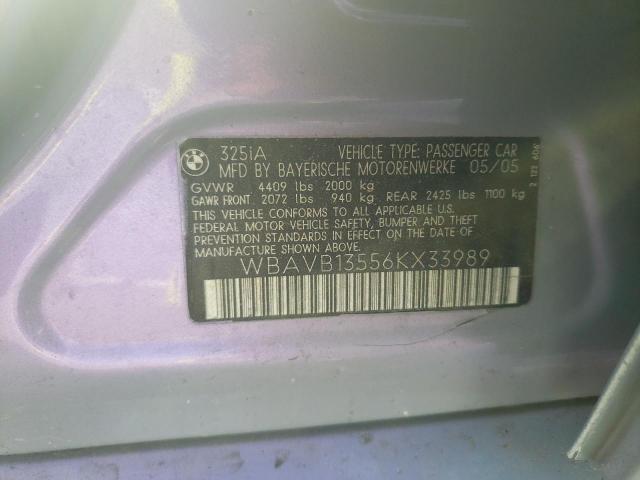 BMW
325iA VEHICLE TYPE: PASSENGER CAR
MFD BY BAYERISCHE MOTORENWERKE 05/05
GVWR 4409 lbs 2000 kg
GAWR FRONT: 2072 lbs 940 kg REAR 2425 lbs 1100 kg
THIS VEHICLE CONFORMS TO ALL APPLICABLE U.S.
FEDERAL MOTOR VEHICLE SAFETY, BUMPER AND THEFT
PREVENTION STANDARDS IN EFFECT ON THE DATE OF
MANUFACTURE SHOWN ABOVE.
WBAVB13556KX33989